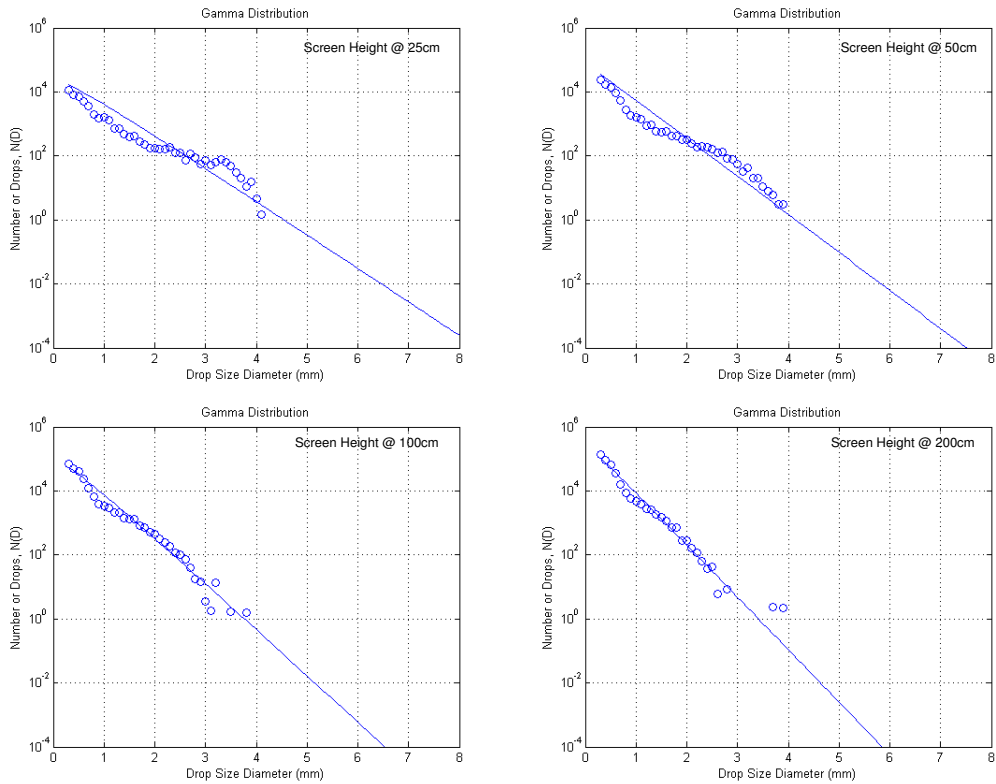 Gamma Distribution
Screen Height @ 25cm
Number or Drops, N(D)
10^6
10^4
10^2
10^0
10^-2
10^-4
0 1 2 3 4 5 6 7 8
Drop Size Diameter (mm)
Gamma Distribution
Screen Height @ 50cm
Number or Drops, N(D)
10^6
10^4
10^2
10^0
10^-2
10^-4
0 1 2 3 4 5 6 7 8
Drop Size Diameter (mm)
Gamma Distribution
Screen Height @ 100cm
Number or Drops, N(D)
10^6
10^4
10^2
10^0
10^-2
10^-4
0 1 2 3 4 5 6 7 8
Drop Size Diameter (mm)
Gamma Distribution
Screen Height @ 200cm
Number or Drops, N(D)
10^6
10^4
10^2
10^0
10^-2
10^-4
0 1 2 3 4 5 6 7 8
Drop Size Diameter (mm)